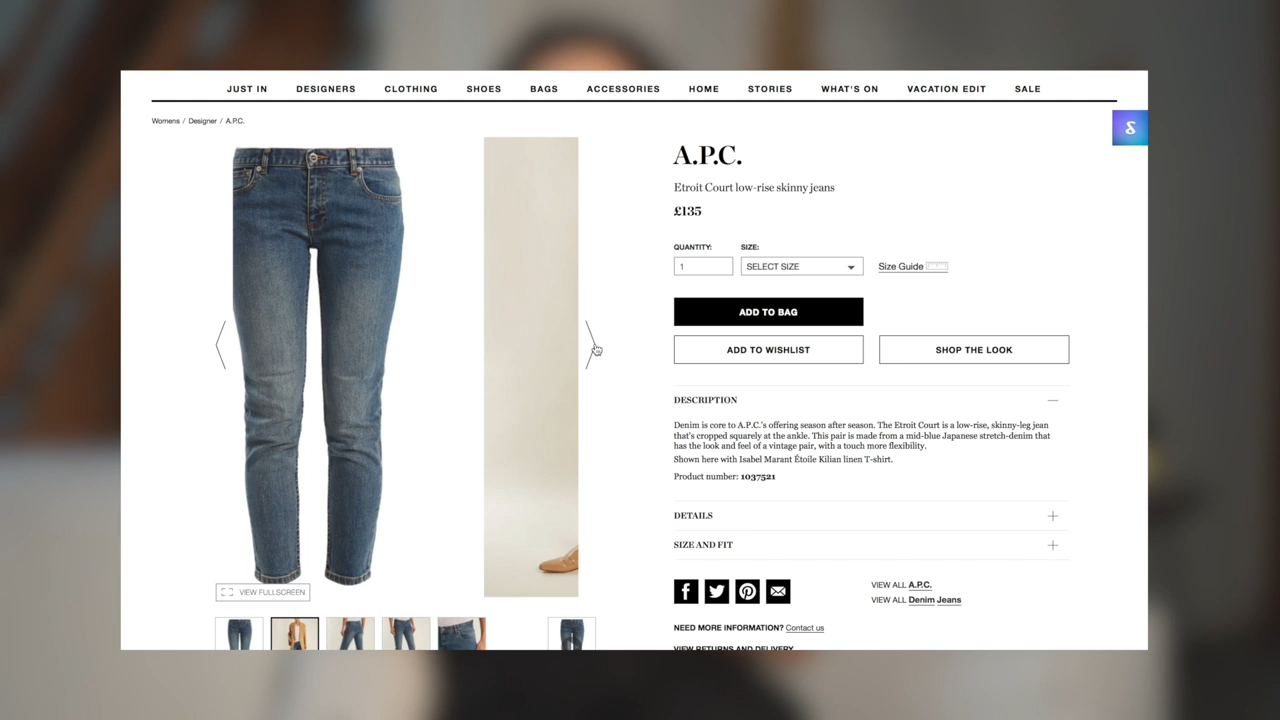 JUST IN DESIGNERS CLOTHING SHOES BAGS ACCESSORIES HOME STORIES WHAT'S ON VACATION EDIT SALE
Womens / Designer / A.P.C.
A.P.C.
Etroit Court low-rise skinny jeans
£135
QUANTITY: SIZE:
1 SELECT SIZE Size Guide
ADD TO BAG
ADD TO WISHLIST SHOP THE LOOK
DESCRIPTION
Denim is core to A.P.C.'s offering season after season. The Etroit Court is a low-rise, skinny-leg jean
that's cropped squarely at the ankle. This pair is made from a mid-blue Japanese stretch-denim that
has the look and feel of a vintage pair, with a touch more flexibility.
Shown here with Isabel Marant Étoile Kilian linen T-shirt.
Product number: 1037521
DETAILS
SIZE AND FIT
VIEW FULLSCREEN
VIEW ALL A.P.C.
VIEW ALL Denim Jeans
NEED MORE INFORMATION? Contact us
VIEW RETURNS AND DELIVERY